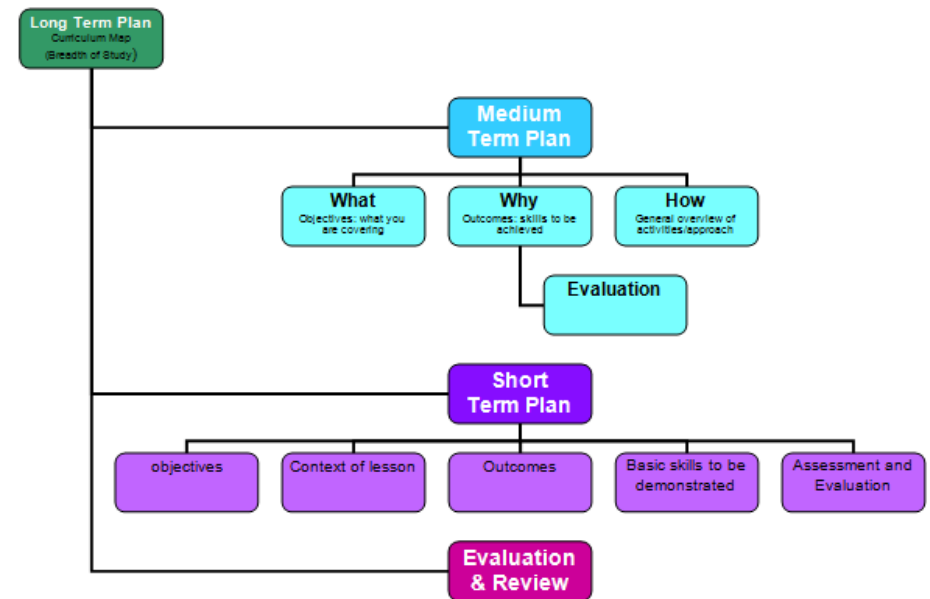 Long Term Plan
Curriculum Map
(Breadth of Study)
Medium
Term Plan
What
Objectives: what you
are covering
Why
Outcomes: skills to be
achieved
How
General overview of
activities/approach
Evaluation
Short
Term Plan
objectives
Context of lesson
Outcomes
Basic skills to be
demonstrated
Assessment and
Evaluation
Evaluation
& Review